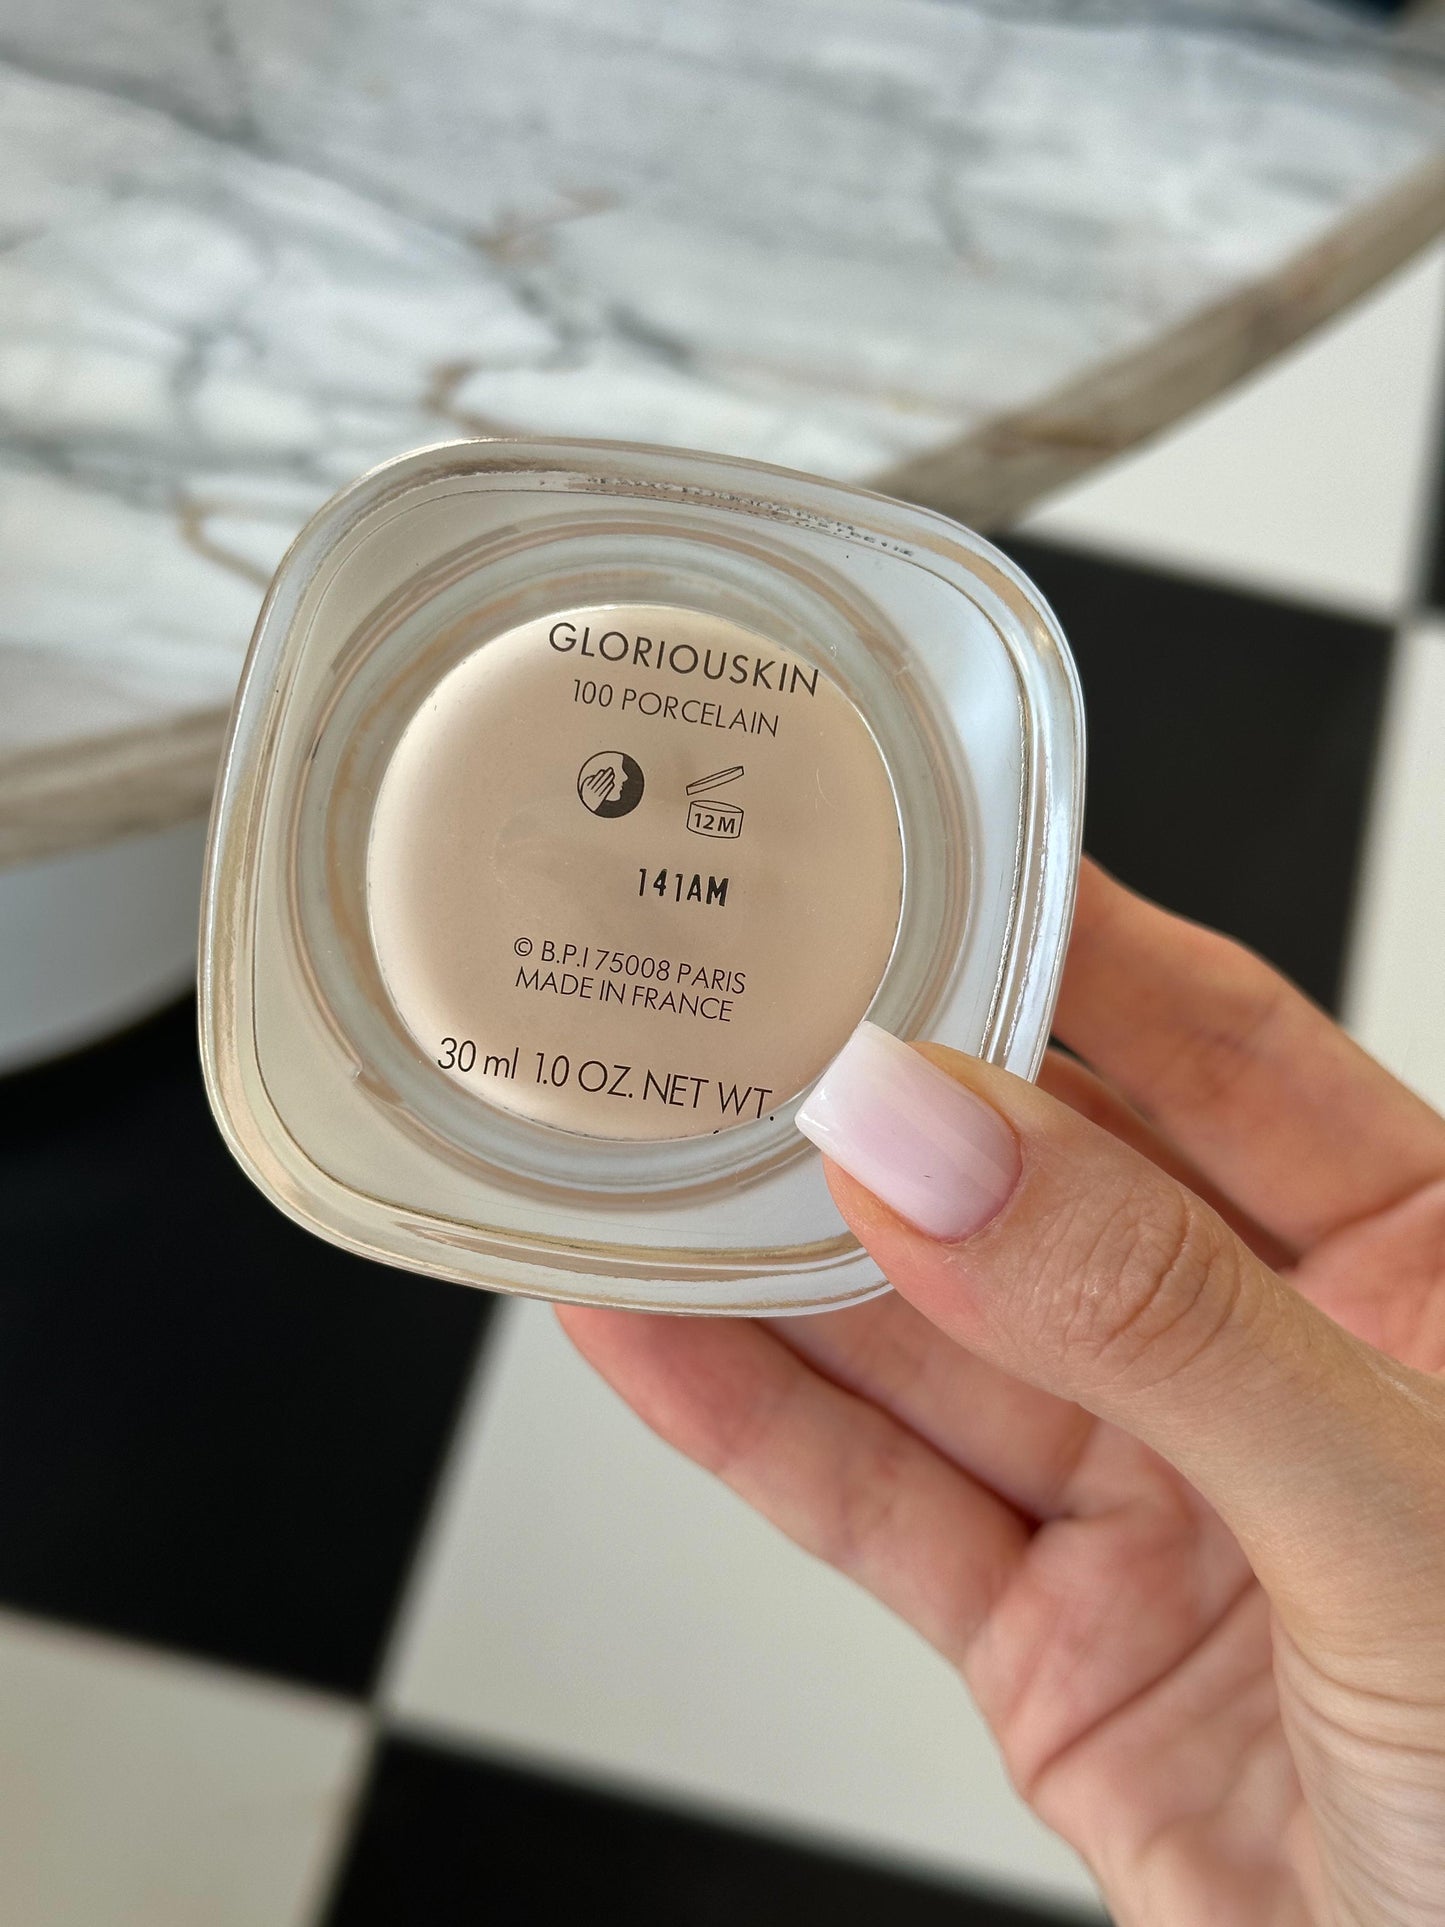 GLORIOUSKIN
100 PORCELAIN
12M
141AM
© B.P.I 75008 PARIS
MADE IN FRANCE
30 ml 1.0 OZ. NET WT.